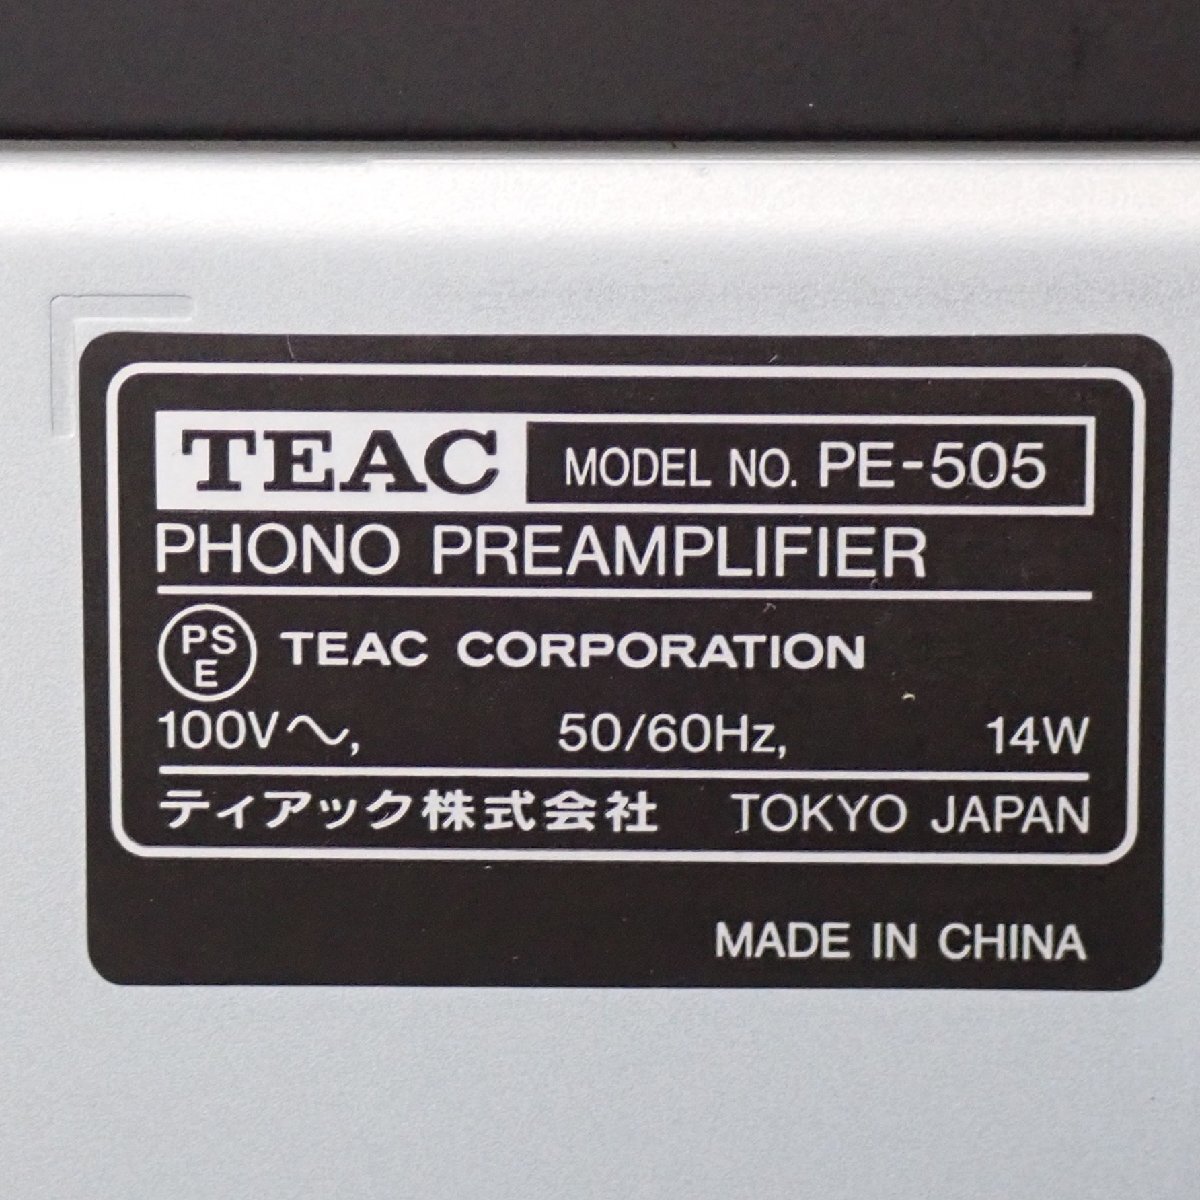 TEAC MODEL NO. PE-505
PHONO PREAMPLIFIER
PS
E
TEAC CORPORATION
100V～, 50/60Hz, 14W
ティアック株式会社 TOKYO JAPAN
MADE IN CHINA